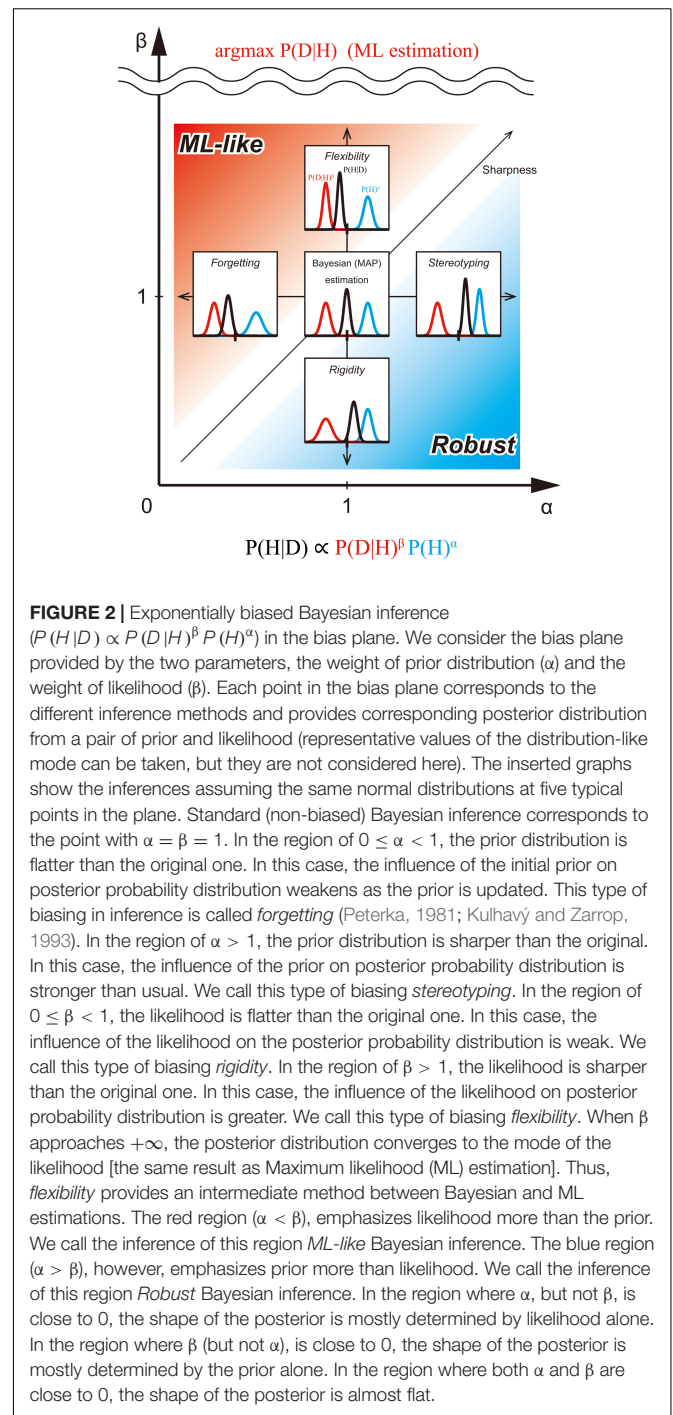 β
argmax P(D|H) (ML estimation)
ML-like
Flexibility
P(H|D)
P(D|H)^β
P(H)^α
Sharpness
Forgetting
Bayesian (MAP)
estimation
Stereotyping
1
Rigidity
Robust
0
1
α
P(H|D) ∝ P(D|H)^β P(H)^α
FIGURE 2 | Exponentially biased Bayesian inference
(P (H |D ) ∝ P (D |H )^β P (H)^α) in the bias plane. We consider the bias plane
provided by the two parameters, the weight of prior distribution (α) and the
weight of likelihood (β). Each point in the bias plane corresponds to the
different inference methods and provides corresponding posterior distribution
from a pair of prior and likelihood (representative values of the distribution-like
mode can be taken, but they are not considered here). The inserted graphs
show the inferences assuming the same normal distributions at five typical
points in the plane. Standard (non-biased) Bayesian inference corresponds to
the point with α = β = 1. In the region of 0 ≤ α < 1, the prior distribution is
flatter than the original one. In this case, the influence of the initial prior on
posterior probability distribution weakens as the prior is updated. This type of
biasing in inference is called forgetting (Peterka, 1981; Kulhavý and Zarrop,
1993). In the region of α > 1, the prior distribution is sharper than the original.
In this case, the influence of the prior on posterior probability distribution is
stronger than usual. We call this type of biasing stereotyping. In the region of
0 ≤ β < 1, the likelihood is flatter than the original one. In this case, the
influence of the likelihood on the posterior probability distribution is weak. We
call this type of biasing rigidity. In the region of β > 1, the likelihood is sharper
than the original one. In this case, the influence of the likelihood on posterior
probability distribution is greater. We call this type of biasing flexibility. When β
approaches +∞, the posterior distribution converges to the mode of the
likelihood [the same result as Maximum likelihood (ML) estimation]. Thus,
flexibility provides an intermediate method between Bayesian and ML
estimations. The red region (α < β), emphasizes likelihood more than the prior.
We call the inference of this region ML-like Bayesian inference. The blue region
(α > β), however, emphasizes prior more than likelihood. We call the inference
of this region Robust Bayesian inference. In the region where α, but not β, is
close to 0, the shape of the posterior is mostly determined by likelihood alone.
In the region where β (but not α), is close to 0, the shape of the posterior is
mostly determined by the prior alone. In the region where both α and β are
close to 0, the shape of the posterior is almost flat.